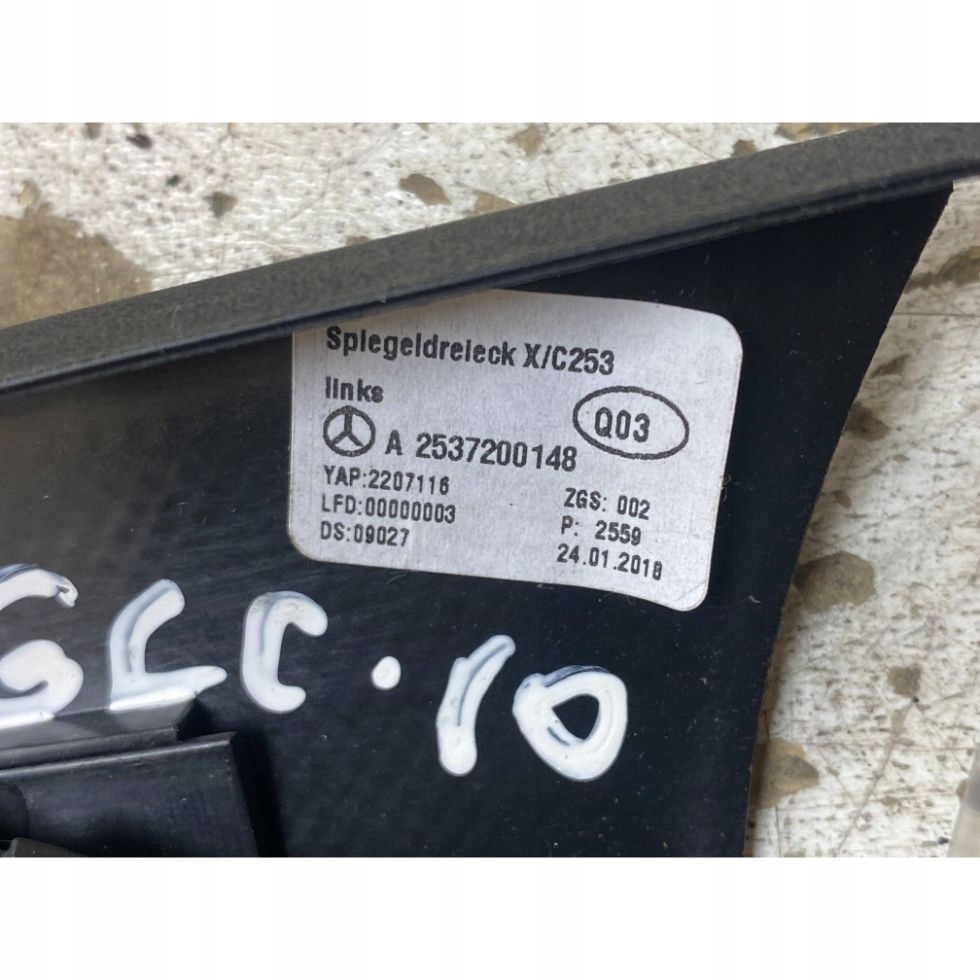 Spiegeldreieck X/C253
links
Q03
A 2537200148
YAP:2207116
ZGS: 002
LFD:00000003
P: 2559
DS:09027
24.01.2018
GLC.10